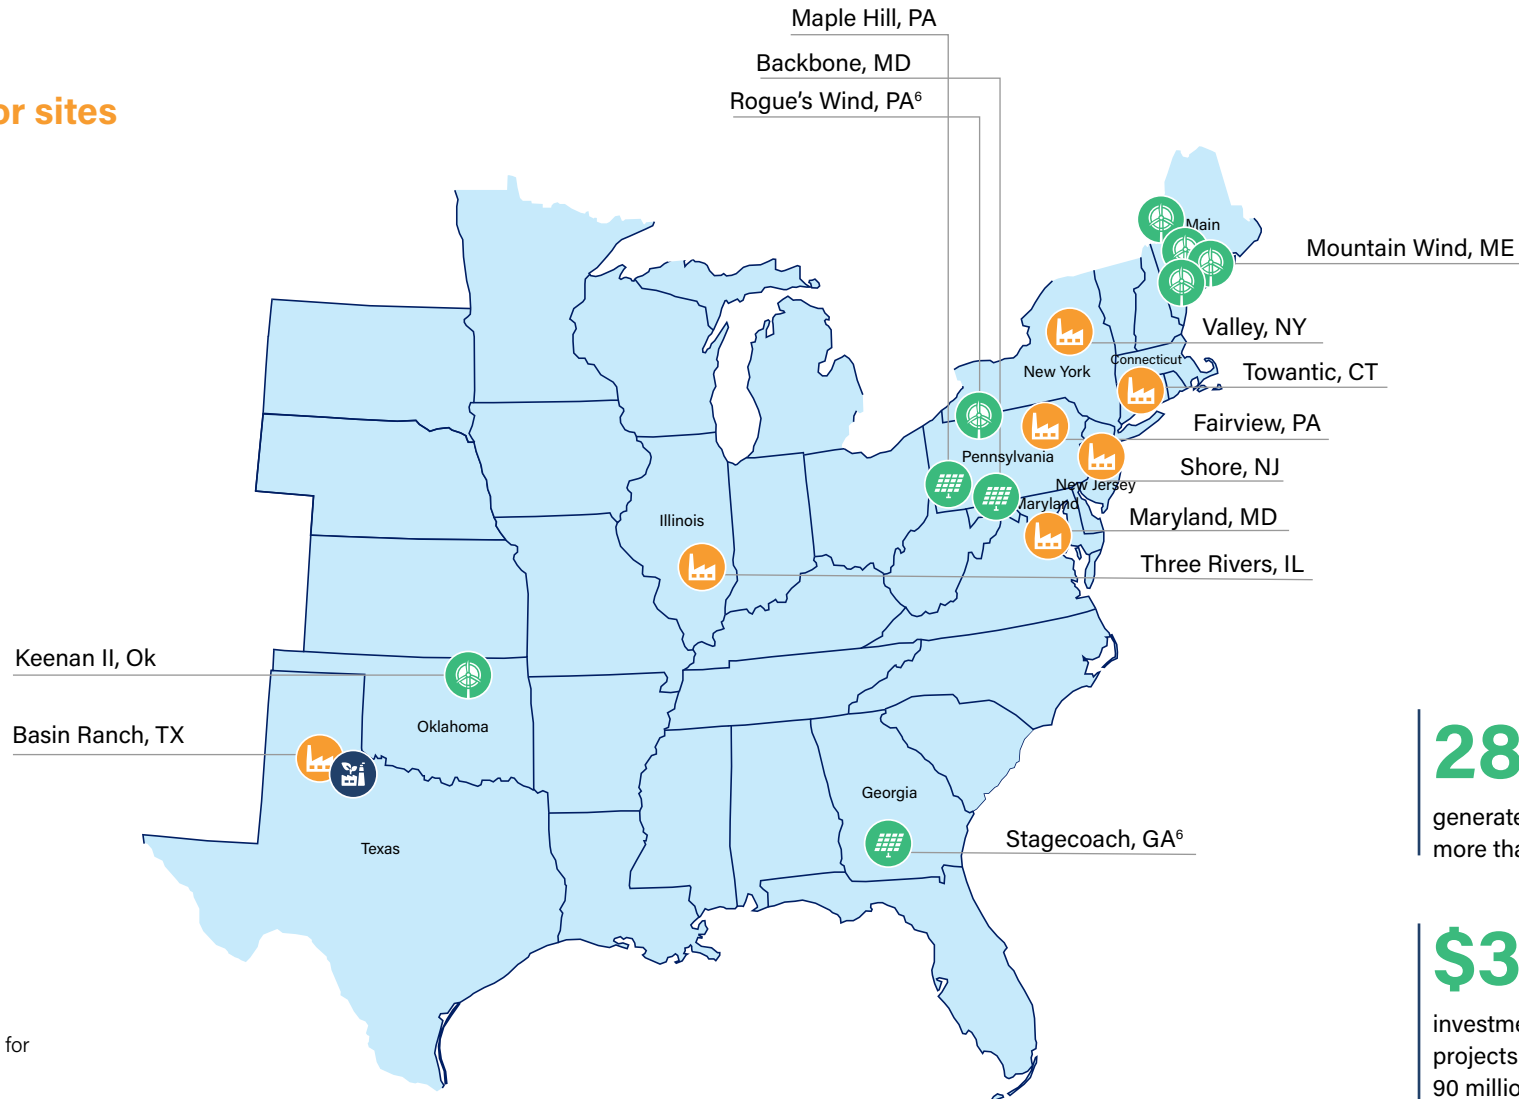 or sites
Maple Hill, PA
Backbone, MD
Rogue's Wind, PA⁶
Main
Mountain Wind, ME
Valley, NY
Connecticut
New York
Towantic, CT
Fairview, PA
Pennsylvania
Shore, NJ
New Jersey
Maryland
Maryland, MD
Illinois
Three Rivers, IL
Keenan II, Ok
Oklahoma
Basin Ranch, TX
Georgia
Stagecoach, GA⁶
Texas
28
generate
more tha
$3
investme
projects
90 millio
for